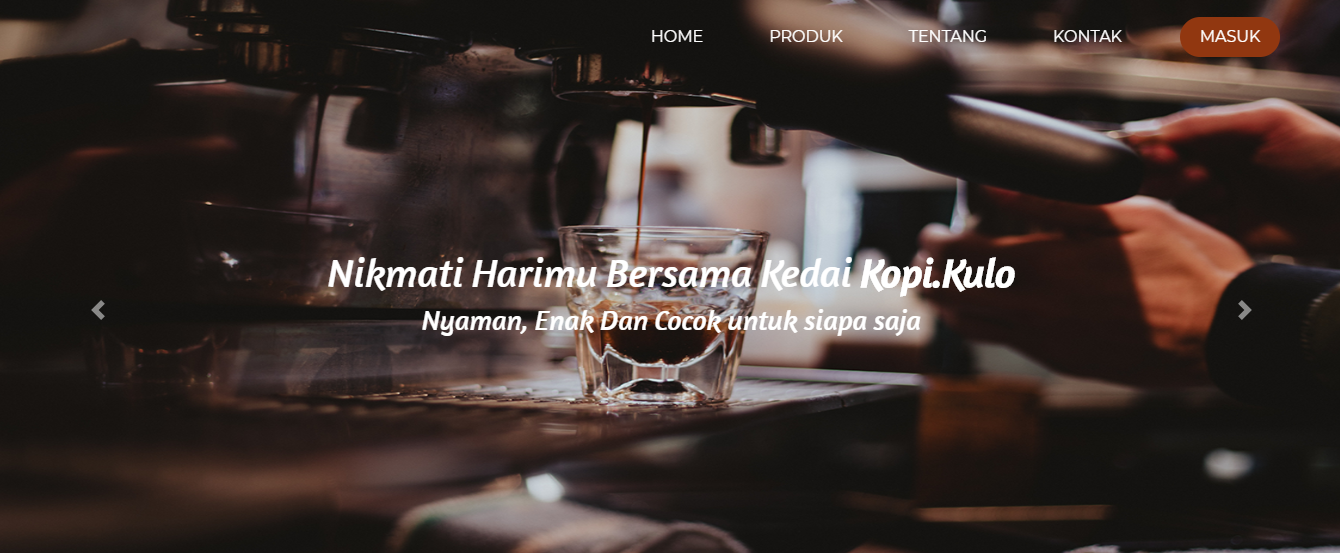 HOME PRODUK TENTANG KONTAK MASUK
Nikmati Harimu Bersama Kedai Kopi.Kulo
Nyaman, Enak Dan Cocok untuk siapa saja